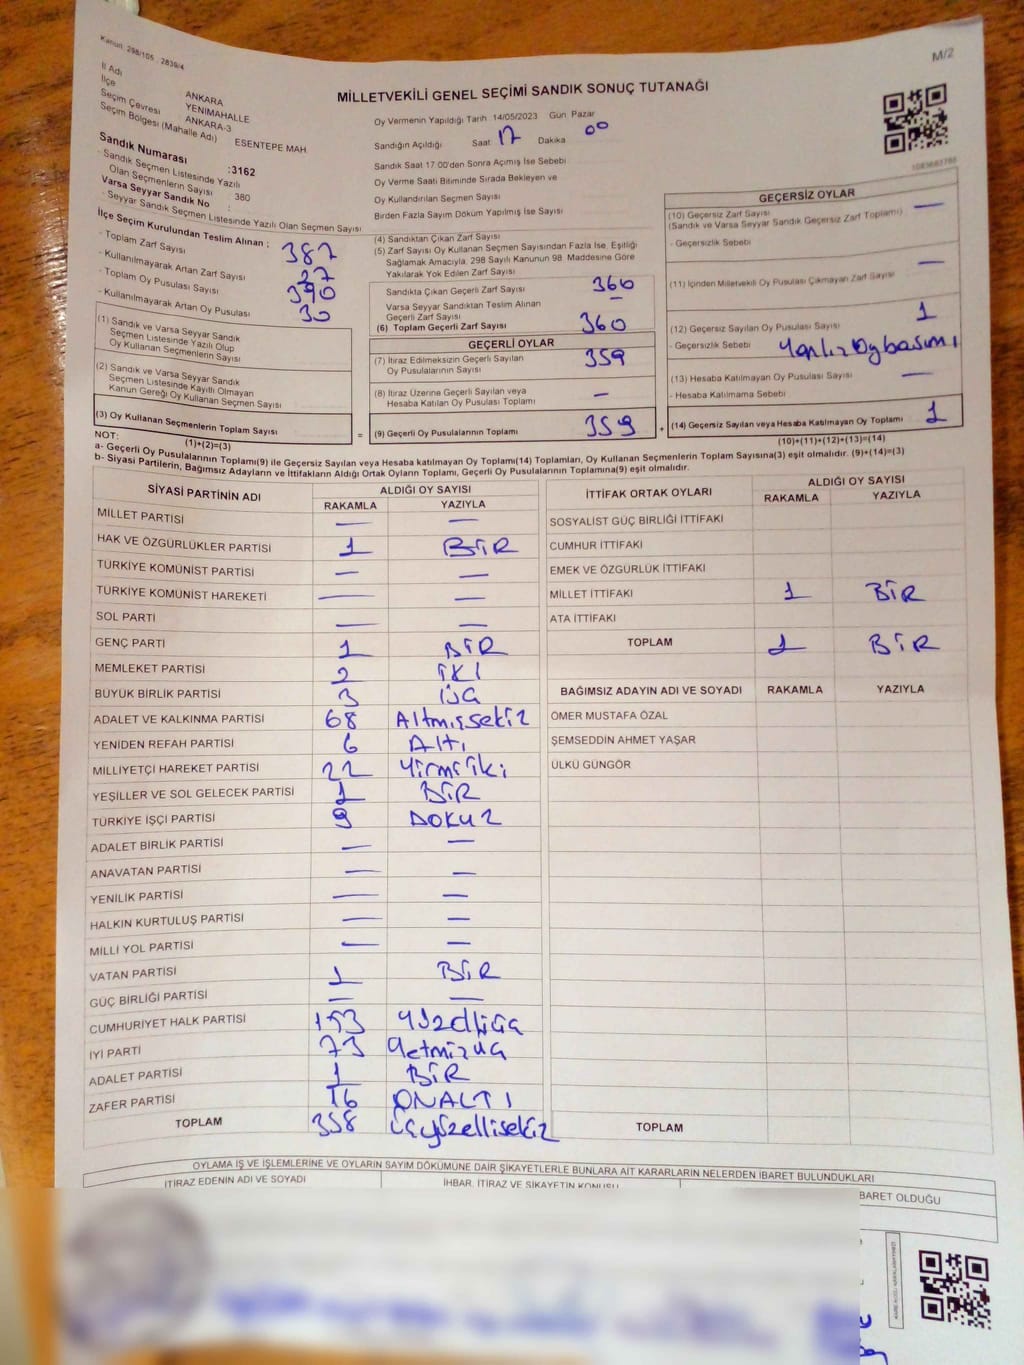 Kanun: 298/105 , 2839/4
M/2
MİLLETVEKİLİ GENEL SEÇİMİ SANDIK SONUÇ TUTANAĞI
İl Adı ANKARA
İlçe YENİMAHALLE
Seçim Çevresi ANKARA-3
Seçim Bölgesi (Mahalle Adı) ESENTEPE MAH
Sandık Numarası :3162
- Sandık Seçmen Listesinde Yazılı
Olan Seçmenlerin Sayısı : 380
Varsa Seyyar Sandık No :
- Seyyar Sandık Seçmen Listesinde Yazılı Olan Seçmen Sayısı
İlçe Seçim Kurulundan Teslim Alınan ;
- Toplam Zarf Sayısı 387
- Kullanılmayarak Artan Zarf Sayısı 27
- Toplam Oy Pusulası Sayısı 390
- Kullanılmayarak Artan Oy Pusulası 30
(1) Sandık ve Varsa Seyyar Sandık
Seçmen Listesinde Yazılı Olup
Oy Kullanan Seçmenlerin Sayısı
(2) Sandık ve Varsa Seyyar Sandık
Seçmen Listesinde Kayıtlı Olmayan
Kanun Gereği Oy Kullanan Seçmen Sayısı
(3) Oy Kullanan Seçmenlerin Toplam Sayısı
(1)+(2)=(3)
Oy Vermenin Yapıldığı Tarih 14/05/2023 Gün Pazar
Sandığın Açıldığı Saat 17 Dakika 00
Sandık Saat 17.00'den Sonra Açımış İse Sebebi
Oy Verme Saati Bitiminde Sırada Bekleyen ve
Oy Kullandırılan Seçmen Sayısı
Birden Fazla Sayım Döküm Yapılmış İse Sayısı
(4) Sandıktan Çıkan Zarf Sayısı
(5) Zarf Sayısı Oy Kullanan Seçmen Sayısından Fazla İse, Eşitliği
Sağlamak Amacıyla, 298 Sayılı Kanunun 98. Maddesine Göre
Yakılarak Yok Edilen Zarf Sayısı
Sandıkta Çıkan Geçerli Zarf Sayısı 360
Varsa Seyyar Sandıktan Teslim Alınan
Geçerli Zarf Sayısı —
(6) Toplam Geçerli Zarf Sayısı 360
GEÇERLİ OYLAR
(7) İtiraz Edilmeksizin Geçerli Sayılan
Oy Pusulalarının Sayısı 359
(8) İtiraz Üzerine Geçerli Sayılan veya
Hesaba Katılan Oy Pusulası Toplamı —
= (9) Geçerli Oy Pusulalarının Toplamı 359 +
1083683786
GEÇERSİZ OYLAR
(10) Geçersiz Zarf Sayısı —
(Sandık ve Varsa Seyyar Sandık Geçersiz Zarf Toplamı)
- Geçersizlik Sebebi
(11) İçinden Milletvekili Oy Pusulası Çıkmayan Zarf Sayısı —
(12) Geçersiz Sayılan Oy Pusulası Sayısı 1
- Geçersizlik Sebebi Yanlız Oy basımı
(13) Hesaba Katılmayan Oy Pusulası Sayısı —
- Hesaba Katılmama Sebebi
(14) Geçersiz Sayılan veya Hesaba Katılmayan Oy Toplamı 1
(10)+(11)+(12)+(13)=(14)
NOT:
a- Geçerli Oy Pusulalarının Toplamı(9) ile Geçersiz Sayılan veya Hesaba katılmayan Oy Toplamı(14) Toplamları, Oy Kullanan Seçmenlerin Toplam Sayısına(3) eşit olmalıdır. (9)+(14)=(3)
b- Siyasi Partilerin, Bağımsız Adayların ve İttifakların Aldığı Ortak Oyların Toplamı, Geçerli Oy Pusulalarının Toplamına(9) eşit olmalıdır.
SİYASİ PARTİNİN ADI ALDIĞI OY SAYISI
RAKAMLA YAZIYLA
MİLLET PARTİSİ — —
HAK VE ÖZGÜRLÜKLER PARTİSİ 1 BİR
TÜRKİYE KOMÜNİST PARTİSİ — —
TÜRKİYE KOMÜNİST HAREKETİ — —
SOL PARTİ — —
GENÇ PARTİ 1 BİR
MEMLEKET PARTİSİ 2 İKİ
BÜYÜK BİRLİK PARTİSİ 3 ÜÇ
ADALET VE KALKINMA PARTİSİ 68 Altmışsekiz
YENİDEN REFAH PARTİSİ 6 Altı
MİLLİYETÇİ HAREKET PARTİSİ 22 Yirmiiki
YEŞİLLER VE SOL GELECEK PARTİSİ 1 BİR
TÜRKİYE İŞÇİ PARTİSİ 9 DOKUZ
ADALET BİRLİK PARTİSİ — —
ANAVATAN PARTİSİ — —
YENİLİK PARTİSİ — —
HALKIN KURTULUŞ PARTİSİ — —
MİLLİ YOL PARTİSİ — —
VATAN PARTİSİ 1 BİR
GÜÇ BİRLİĞİ PARTİSİ — —
CUMHURİYET HALK PARTİSİ 153
İYİ PARTİ 73 Yetmizüç
ADALET PARTİSİ 1 BİR
ZAFER PARTİSİ 16 ONALTI
TOPLAM 358 üçyüzellisekiz
İTTİFAK ORTAK OYLARI ALDIĞI OY SAYISI
RAKAMLA YAZIYLA
SOSYALİST GÜÇ BİRLİĞİ İTTİFAKI
CUMHUR İTTİFAKI
EMEK VE ÖZGÜRLÜK İTTİFAKI
MİLLET İTTİFAKI 1 BİR
ATA İTTİFAKI
TOPLAM 1 BİR
BAĞIMSIZ ADAYIN ADI VE SOYADI RAKAMLA YAZIYLA
ÖMER MUSTAFA ÖZAL
ŞEMSEDDİN AHMET YAŞAR
ÜLKÜ GÜNGÖR
TOPLAM
OYLAMA İŞ VE İŞLEMLERİNE VE OYLARIN SAYIM DÖKÜMÜNE DAİR ŞİKAYETLERLE BUNLARA AİT KARARLARIN NELERDEN İBARET BULUNDUKLARI
İTİRAZ EDENİN ADI VE SOYADI İHBAR, İTİRAZ VE ŞİKAYETİN KONUSU BARET OLDUĞU